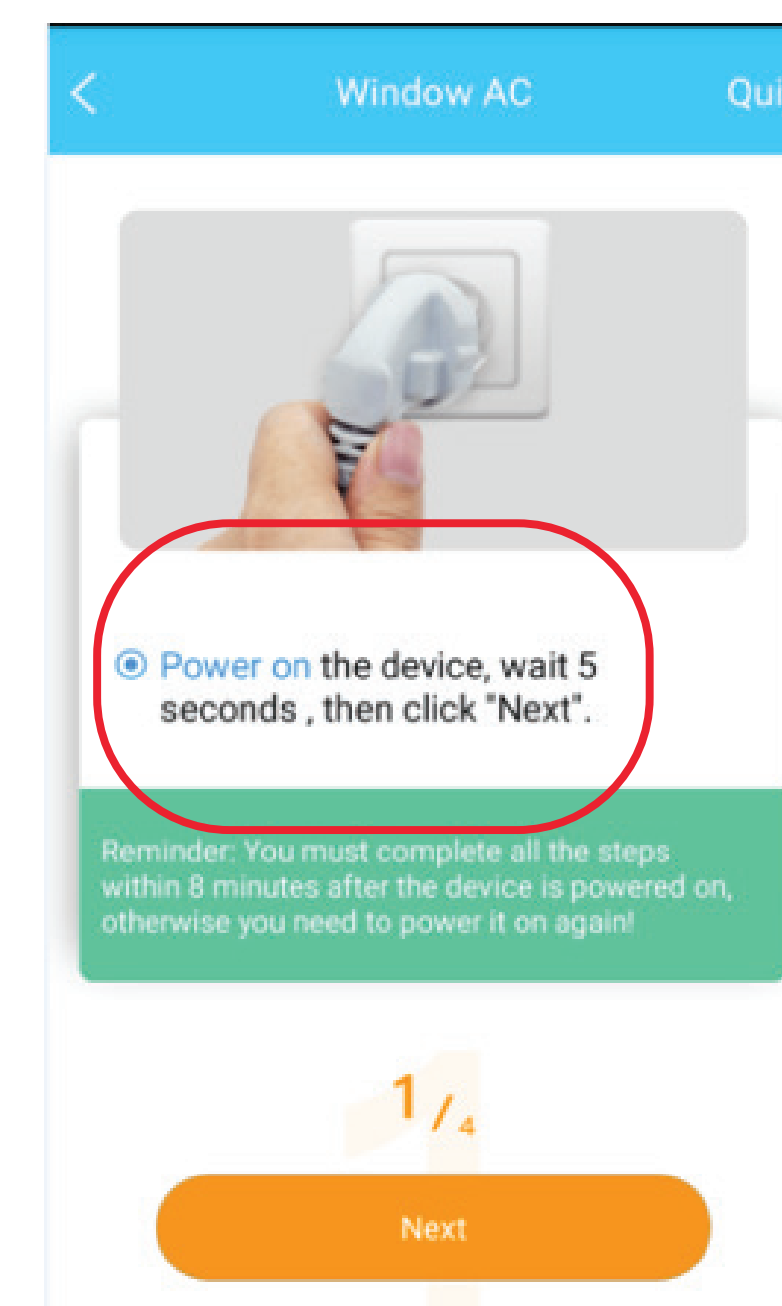 Window AC
Qui
Power on the device, wait 5
seconds , then click "Next".
Reminder: You must complete all the steps
within 8 minutes after the device is powered on,
otherwise you need to power it on again!
1/4
Next